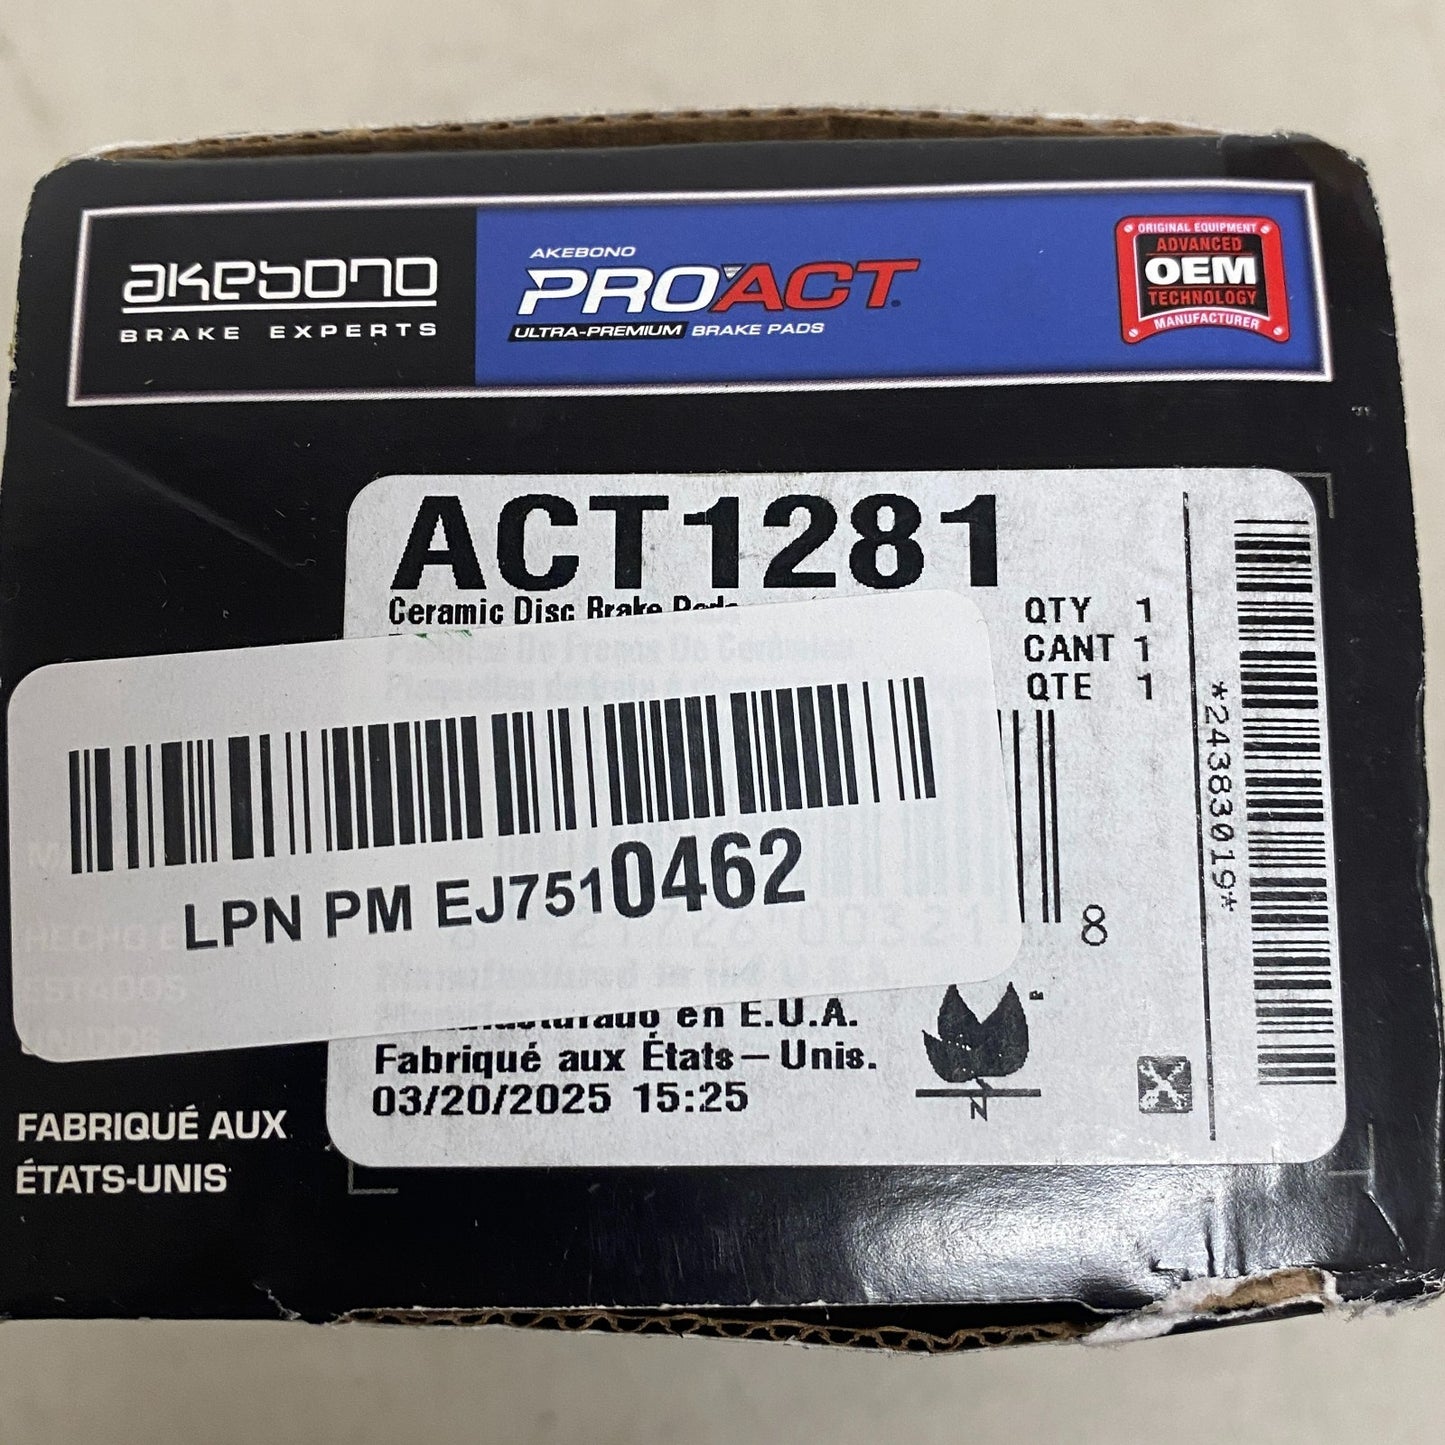 akebono
BRAKE EXPERTS
AKEBONO
PROACT
ULTRA-PREMIUM BRAKE PADS
ORIGINAL EQUIPMENT
ADVANCED
OEM
TECHNOLOGY
MANUFACTURER
ACT1281
Ceramic Disc Brake Pads
QTY 1
CANT 1
QTE 1
*24383019*
LPN PM EJ7510462
8
en E.U.A.
Fabriqué aux États-Unis.
03/20/2025 15:25
N
FABRIQUÉ AUX
ÉTATS-UNIS